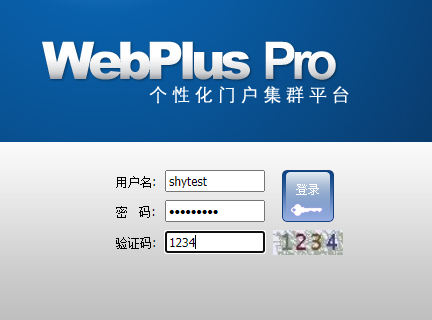 WebPlus Pro
个性化门户集群平台
用户名: shytest
登录
密 码: •••••••••
验证码: 1234 1234